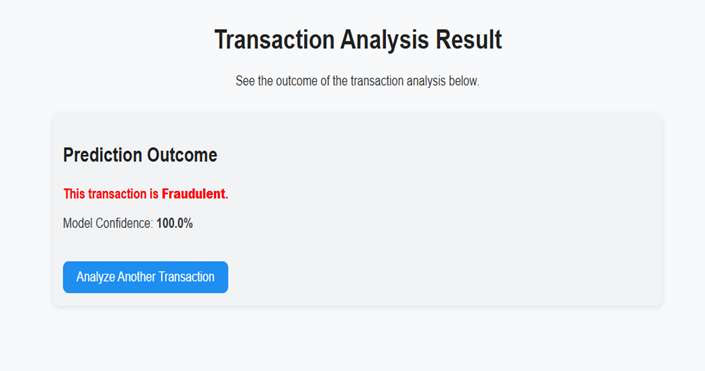 Transaction Analysis Result
See the outcome of the transaction analysis below.
Prediction Outcome
This transaction is Fraudulent.
Model Confidence: 100.0%
Analyze Another Transaction